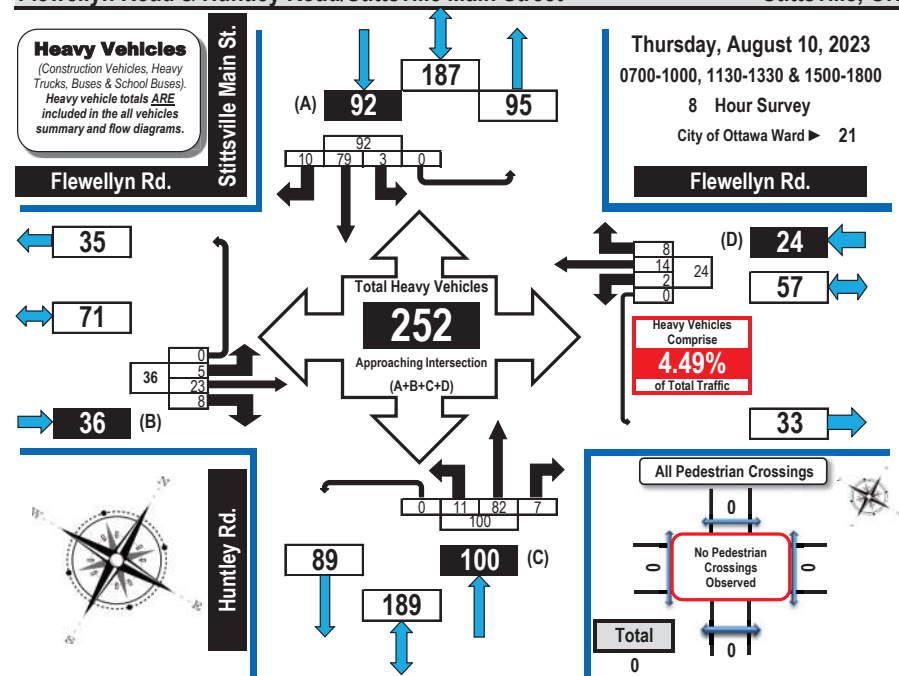 Heavy Vehicles
(Construction Vehicles, Heavy
Trucks, Buses & School Buses).
Heavy vehicle totals ARE
included in the all vehicles
summary and flow diagrams.
Stittsville Main St.
Flewellyn Rd.
187
(A) 92
95
92
10 79 3 0
Thursday, August 10, 2023
0700-1000, 1130-1330 & 1500-1800
8 Hour Survey
City of Ottawa Ward ► 21
Flewellyn Rd.
35
71
0
5
23
8
36
36 (B)
Total Heavy Vehicles
252
Approaching Intersection
(A+B+C+D)
8
14
2
0
24
(D) 24
57
Heavy Vehicles
Comprise
4.49%
of Total Traffic
33
0 11 82 7
100
Huntley Rd.
N
W
E
S
89
189
100 (C)
All Pedestrian Crossings
0
0
No Pedestrian
Crossings
Observed
0
0
Total
0